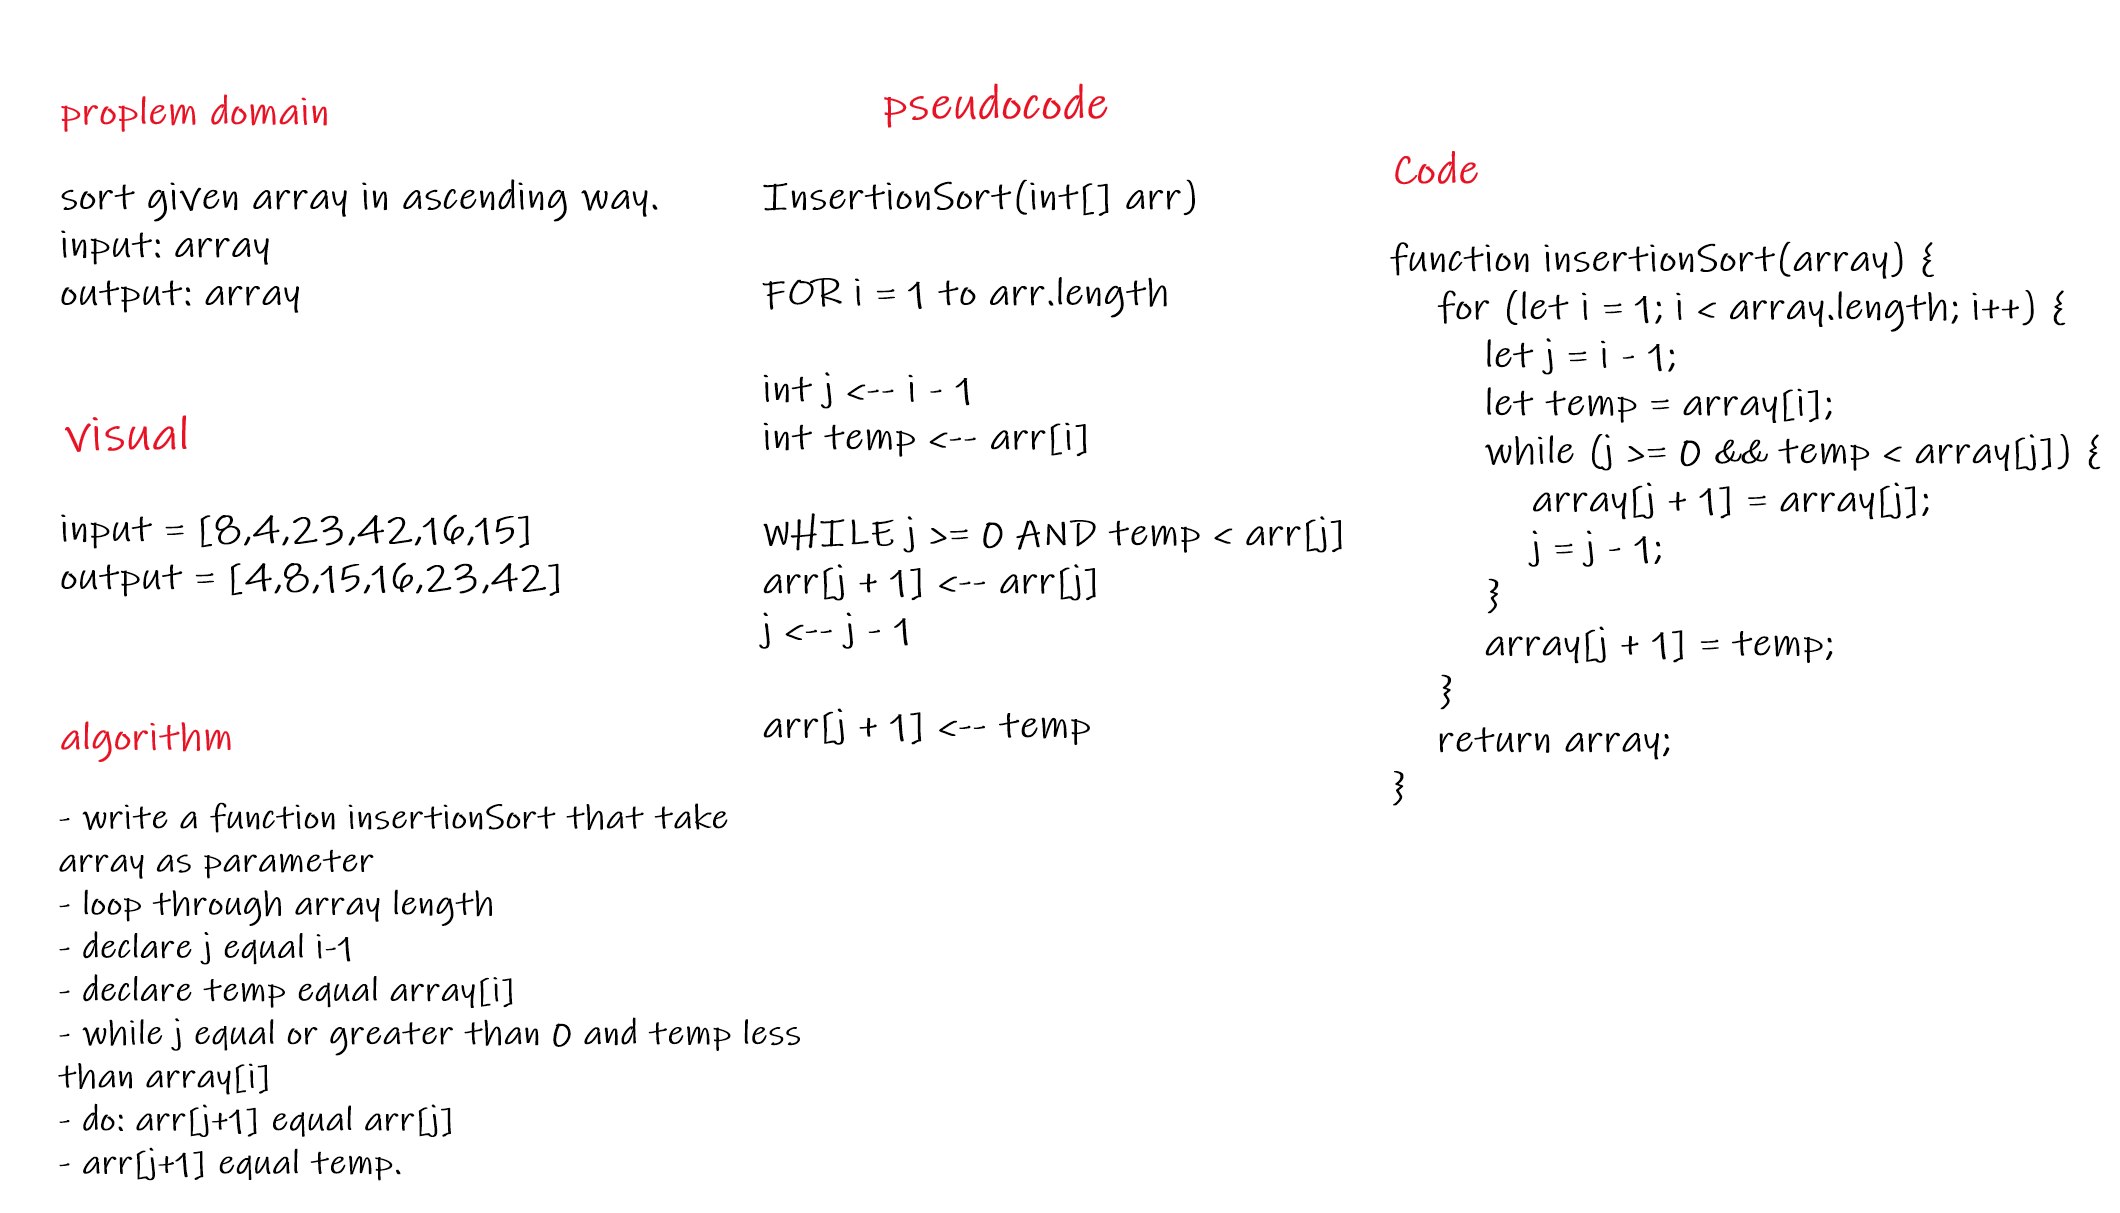 proplem domain
sort given array in ascending way.
input: array
output: array
visual
input = [8,4,23,42,16,15]
output = [4,8,15,16,23,42]
algorithm
- write a function insertionSort that take
array as parameter
- loop through array length
- declare j equal i-1
- declare temp equal array[i]
- while j equal or greater than 0 and temp less
than array[i]
- do: arr[j+1] equal arr[j]
- arr[j+1] equal temp.
pseudocode
InsertionSort(int[] arr)
FOR i = 1 to arr.length
int j <-- i - 1
int temp <-- arr[i]
WHILE j >= 0 AND temp < arr[j]
arr[j + 1] <-- arr[j]
j <-- j - 1
arr[j + 1] <-- temp
Code
function insertionSort(array) {
for (let i = 1; i < array.length; i++) {
let j = i - 1;
let temp = array[i];
while (j >= 0 && temp < array[j]) {
array[j + 1] = array[j];
j = j - 1;
}
array[j + 1] = temp;
}
return array;
}